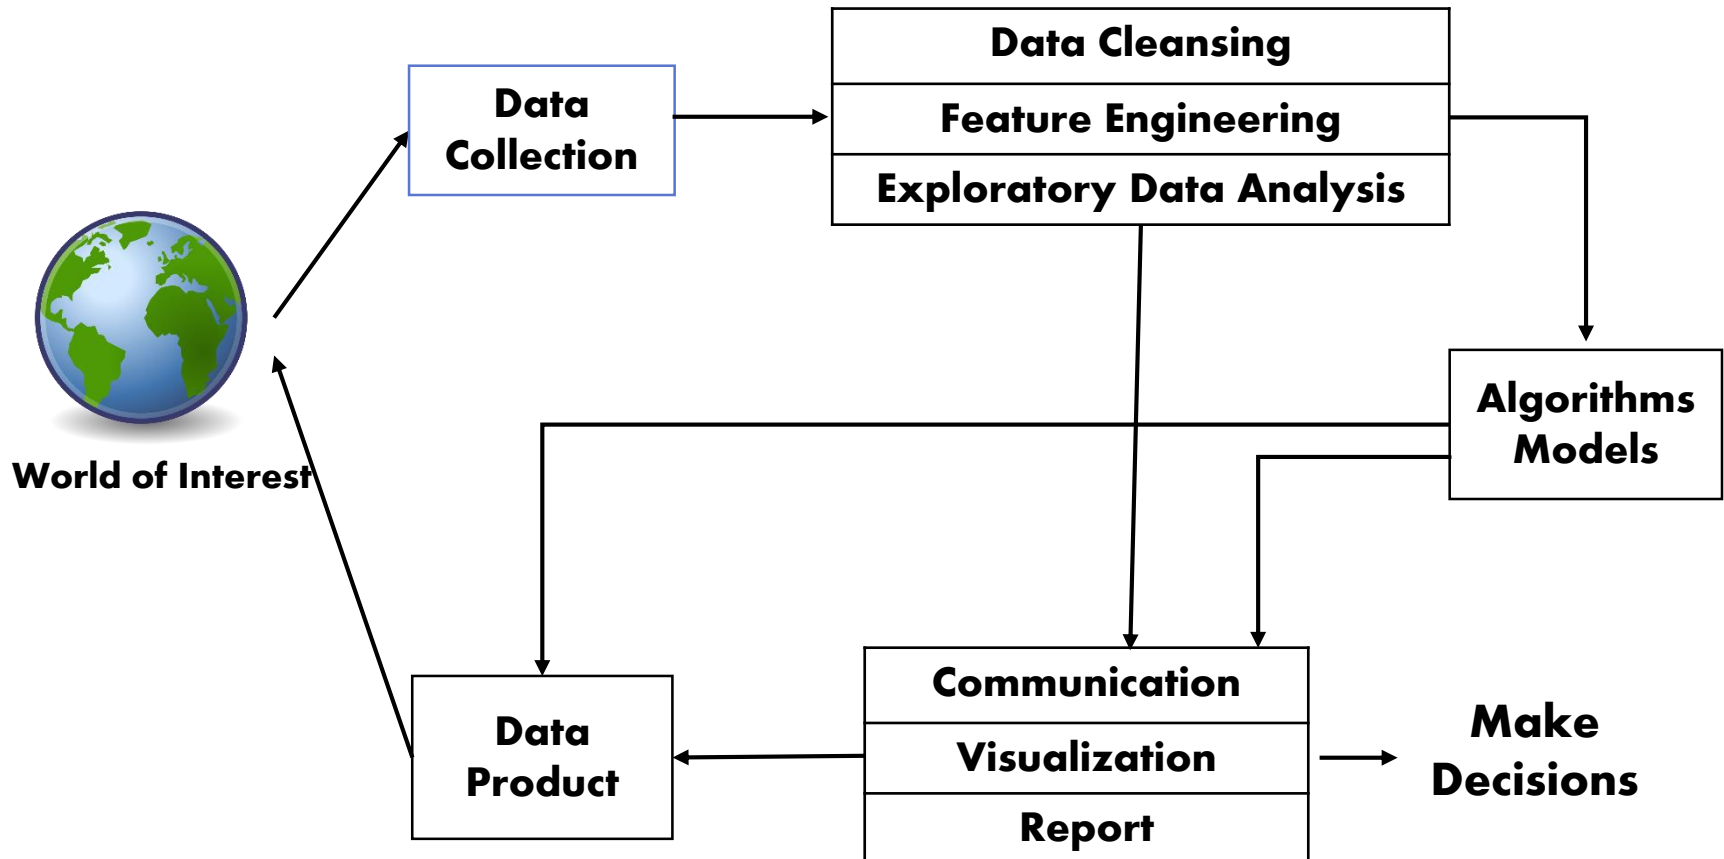 Data Cleansing
Data
Collection
Feature Engineering
Exploratory Data Analysis
World of Interest
Algorithms
Models
Communication
Data
Product
Visualization
Report
Make
Decisions